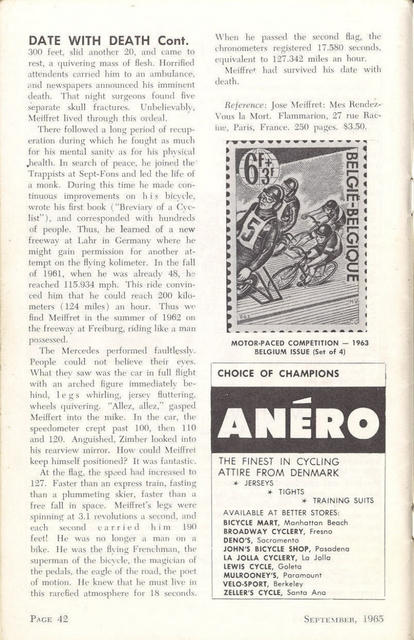 DATE WITH DEATH Cont.
300 feet, slid another 20, and came to
rest, a quivering mass of flesh. Horrified
attendents carried him to an ambulance,
and newspapers announced his imminent
death. That night surgeons found five
separate skull fractures. Unbelievably,
Meiffret lived through this ordeal.
There followed a long period of recup-
eration during which he fought as much
for his mental sanity as for his physical
health. In search of peace, he joined the
Trappists at Sept-Fons and led the life of
a monk. During this time he made con-
tinuous improvements on his bicycle,
wrote his first book ("Breviary of a Cyc-
list"), and corresponded with hundreds
of people. Thus, he learned of a new
freeway at Lahr in Germany where he
might gain permission for another at-
tempt on the flying kolimeter. In the fall
of 1961, when he was already 48, he
reached 115.934 mph. This ride convin-
ced him that he could reach 200 kilo-
meters (124 miles) an hour. Thus we
find Meiffret in the summer of 1962 on
the freeway at Freiburg, riding like a man
possessed.
The Mercedes performed faultlessly.
People could not believe their eyes.
What they saw was the car in full flight
with an arched figure immediately be-
hind, legs whirling, jersey fluttering,
wheels quivering. "Allez, allez," gasped
Meiffret into the mike. In the car, the
speedometer crept past 100, then 110
and 120. Anguished, Zimber looked into
his rearview mirror. How could Meiffret
keep himself positioned? It was fantastic.
At the flag, the speed had increased to
127. Faster than an express train, fasting
than a plummeting skier, faster than a
free fall in space. Meiffret's legs were
spinning at 3.1 revolutions a second, and
each second carried him 190
feet! He was no longer a man on a
bike. He was the flying Frenchman, the
superman of the bicycle, the magician of
the pedals, the eagle of the road, the poet
of motion. He knew that he must live in
this rarefied atmosphere for 18 seconds.
When he passed the second flag, the
chronometers registered 17.580 seconds,
equivalent to 127.342 miles an hour.
Meiffret had survived his date with
death.
Reference: Jose Meiffret: Mes Rendez-
Vous la Mort. Flammarion, 27 rue Rac-
ine, Paris, France. 250 pages. $3.50.
6F+3F
BELGIË-BELGIQUE
5
MOTOR-PACED COMPETITION — 1963
BELGIUM ISSUE (Set of 4)
CHOICE OF CHAMPIONS
ANÉRO
THE FINEST IN CYCLING
ATTIRE FROM DENMARK
* JERSEYS
* TIGHTS
* TRAINING SUITS
AVAILABLE AT BETTER STORES:
BICYCLE MART, Manhattan Beach
BROADWAY CYCLERY, Fresno
DENO'S, Sacramento
JOHN'S BICYCLE SHOP, Pasadena
LA JOLLA CYCLERY, La Jolla
LEWIS CYCLE, Goleta
MULROONEY'S, Paramount
VELO-SPORT, Berkeley
ZELLER'S CYCLE, Santa Ana
PAGE 42
SEPTEMBER, 1965